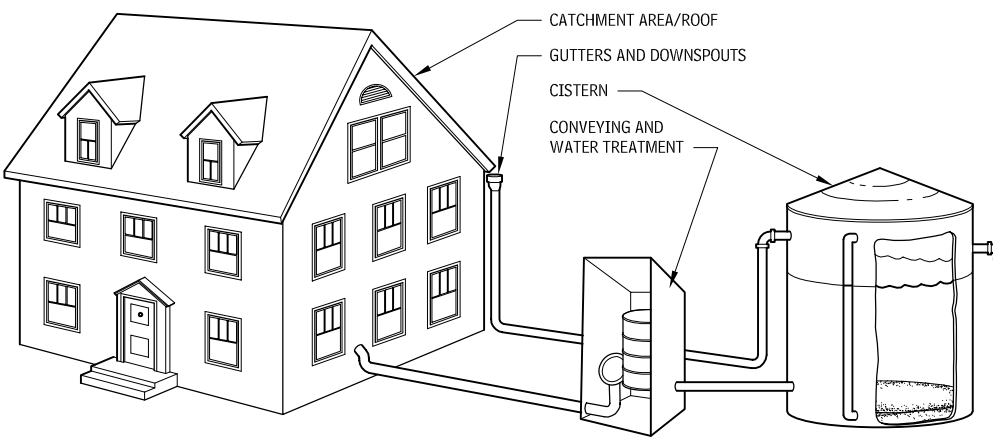 CATCHMENT AREA/ROOF
GUTTERS AND DOWNSPOUTS
CISTERN
CONVEYING AND
WATER TREATMENT